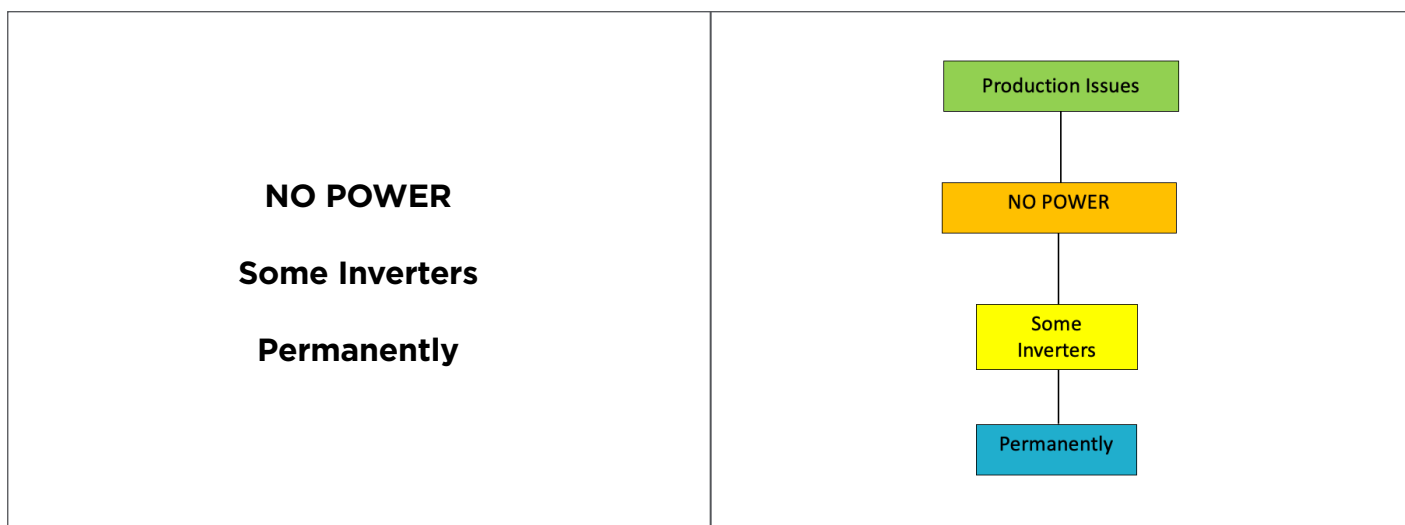 NO POWER
Some Inverters
Permanently
Production Issues
NO POWER
Some
Inverters
Permanently